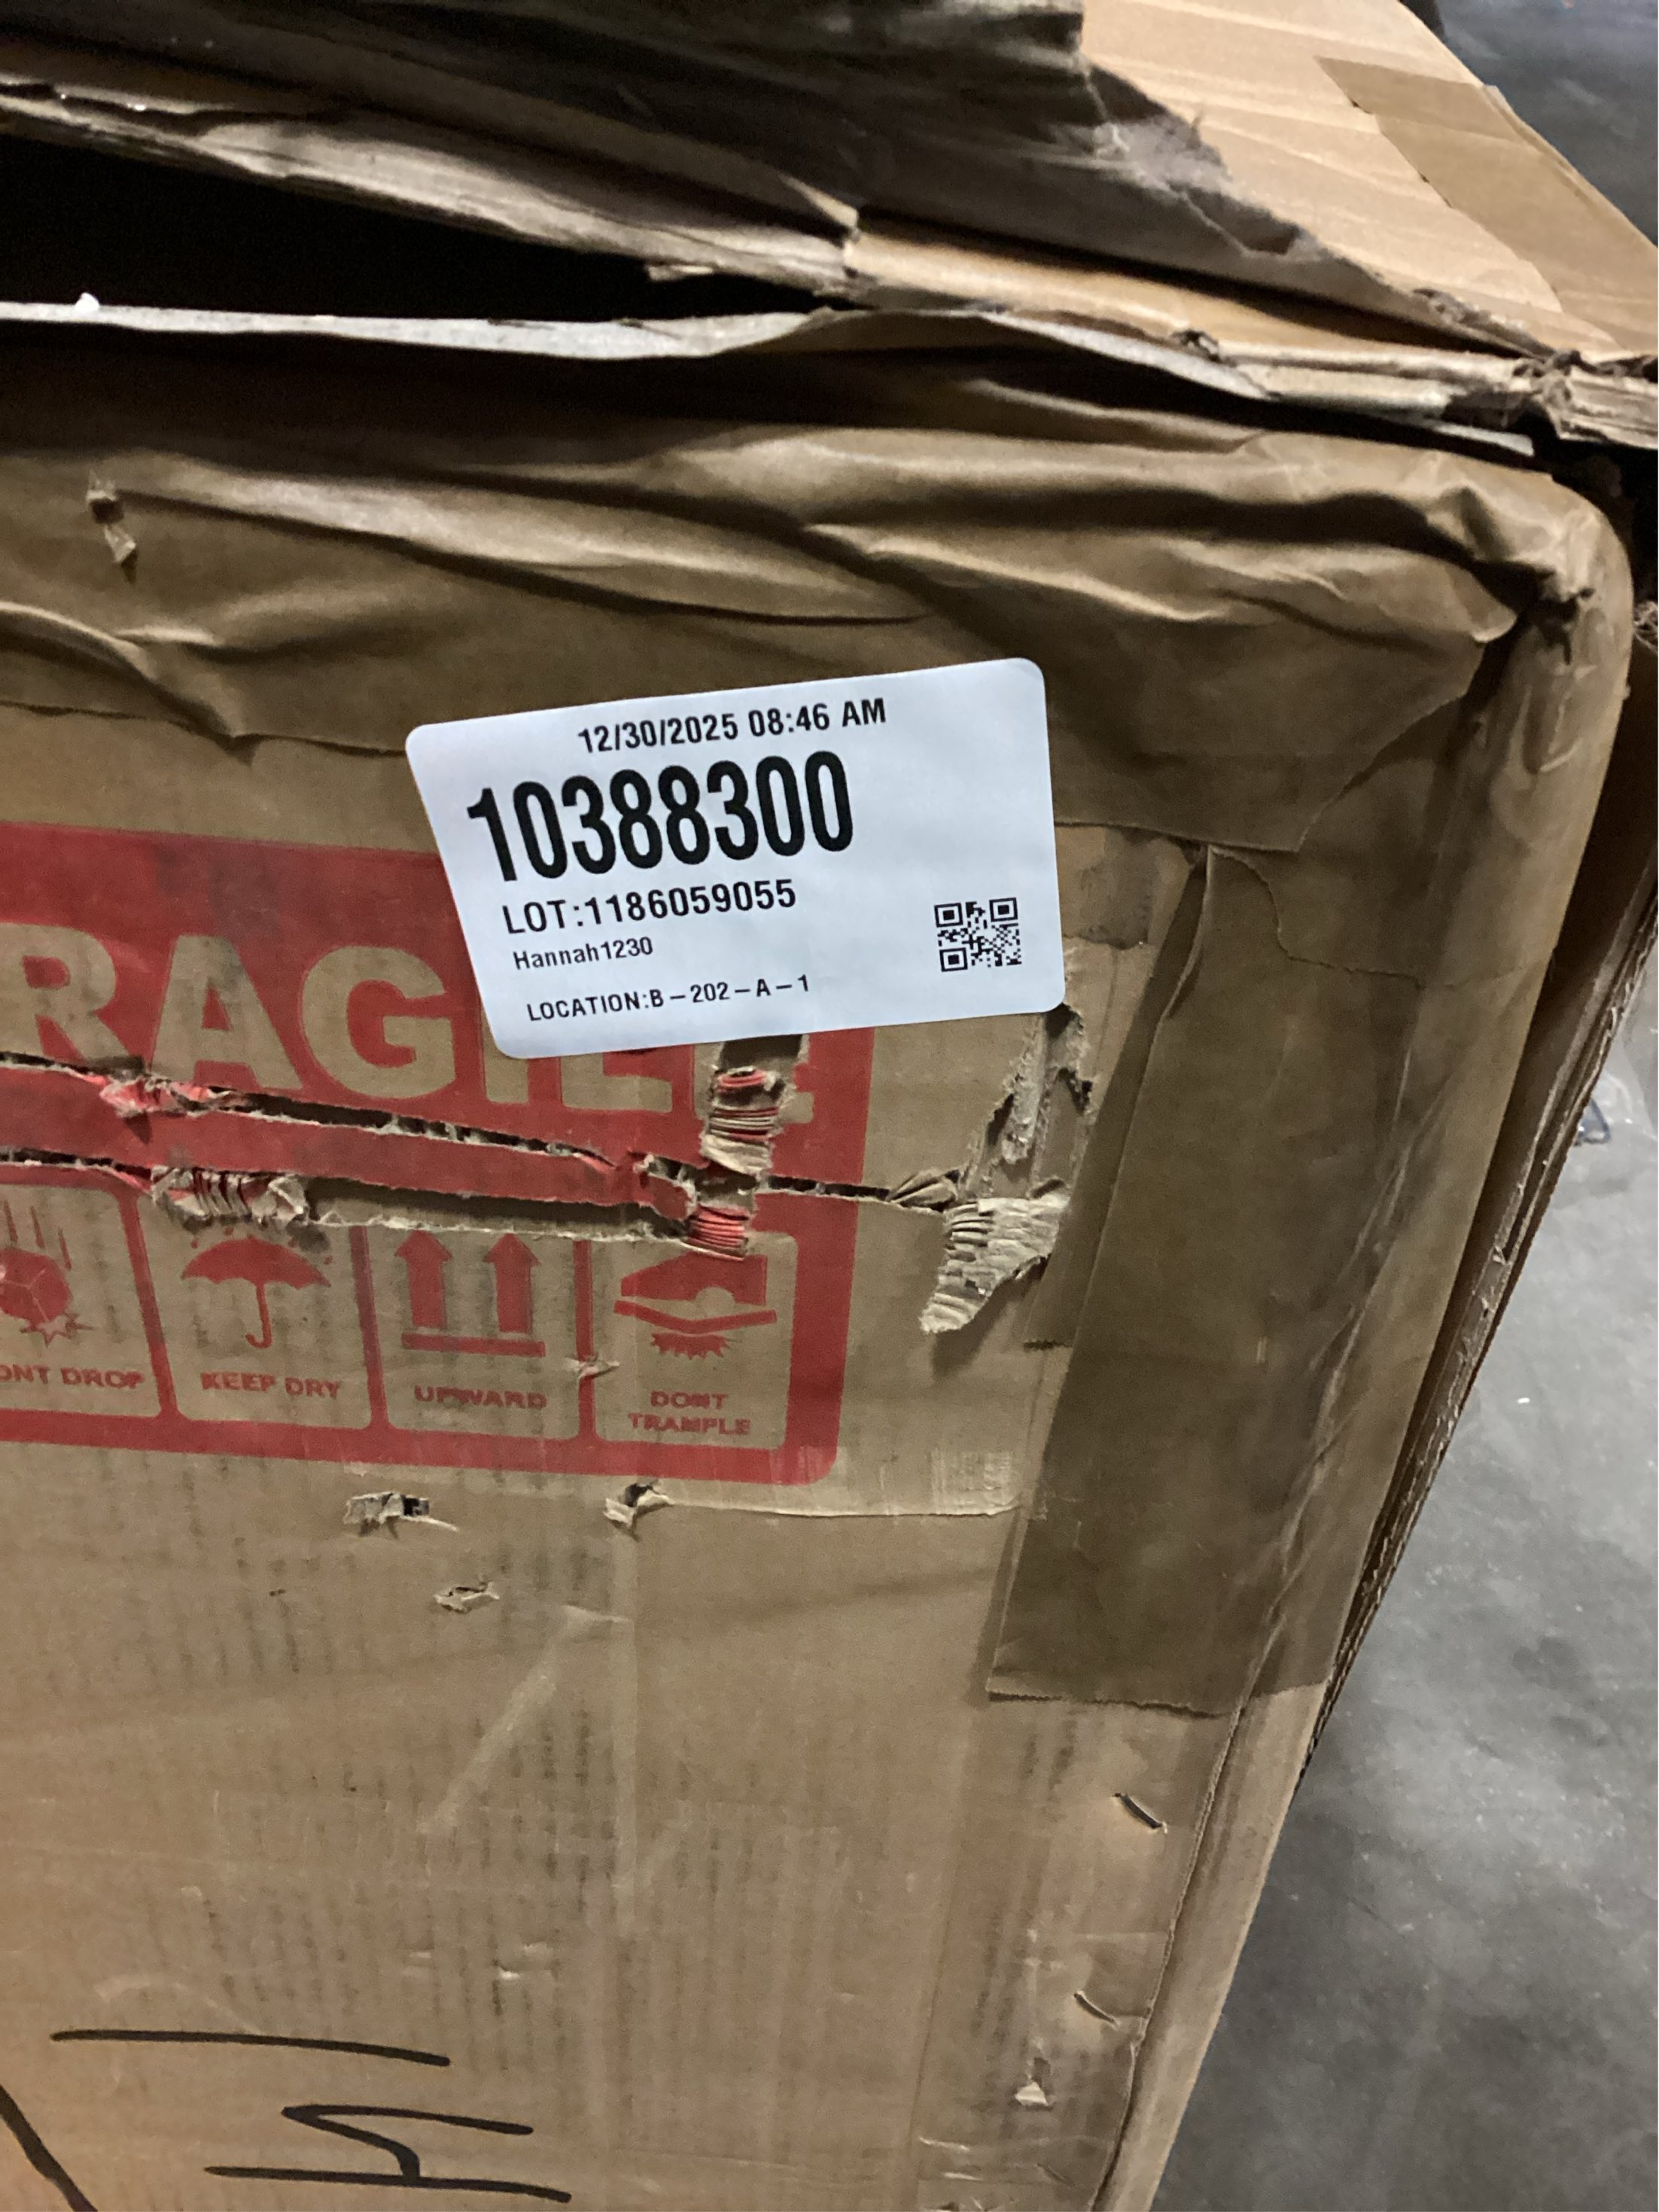 12/30/2025 08:46 AM
10388300
LOT:1186059055
Hannah1230
LOCATION:B-202-A-1
RAGILE
ONT DROP
KEEP DRY
UPWARD
DONT
TRAMPLE